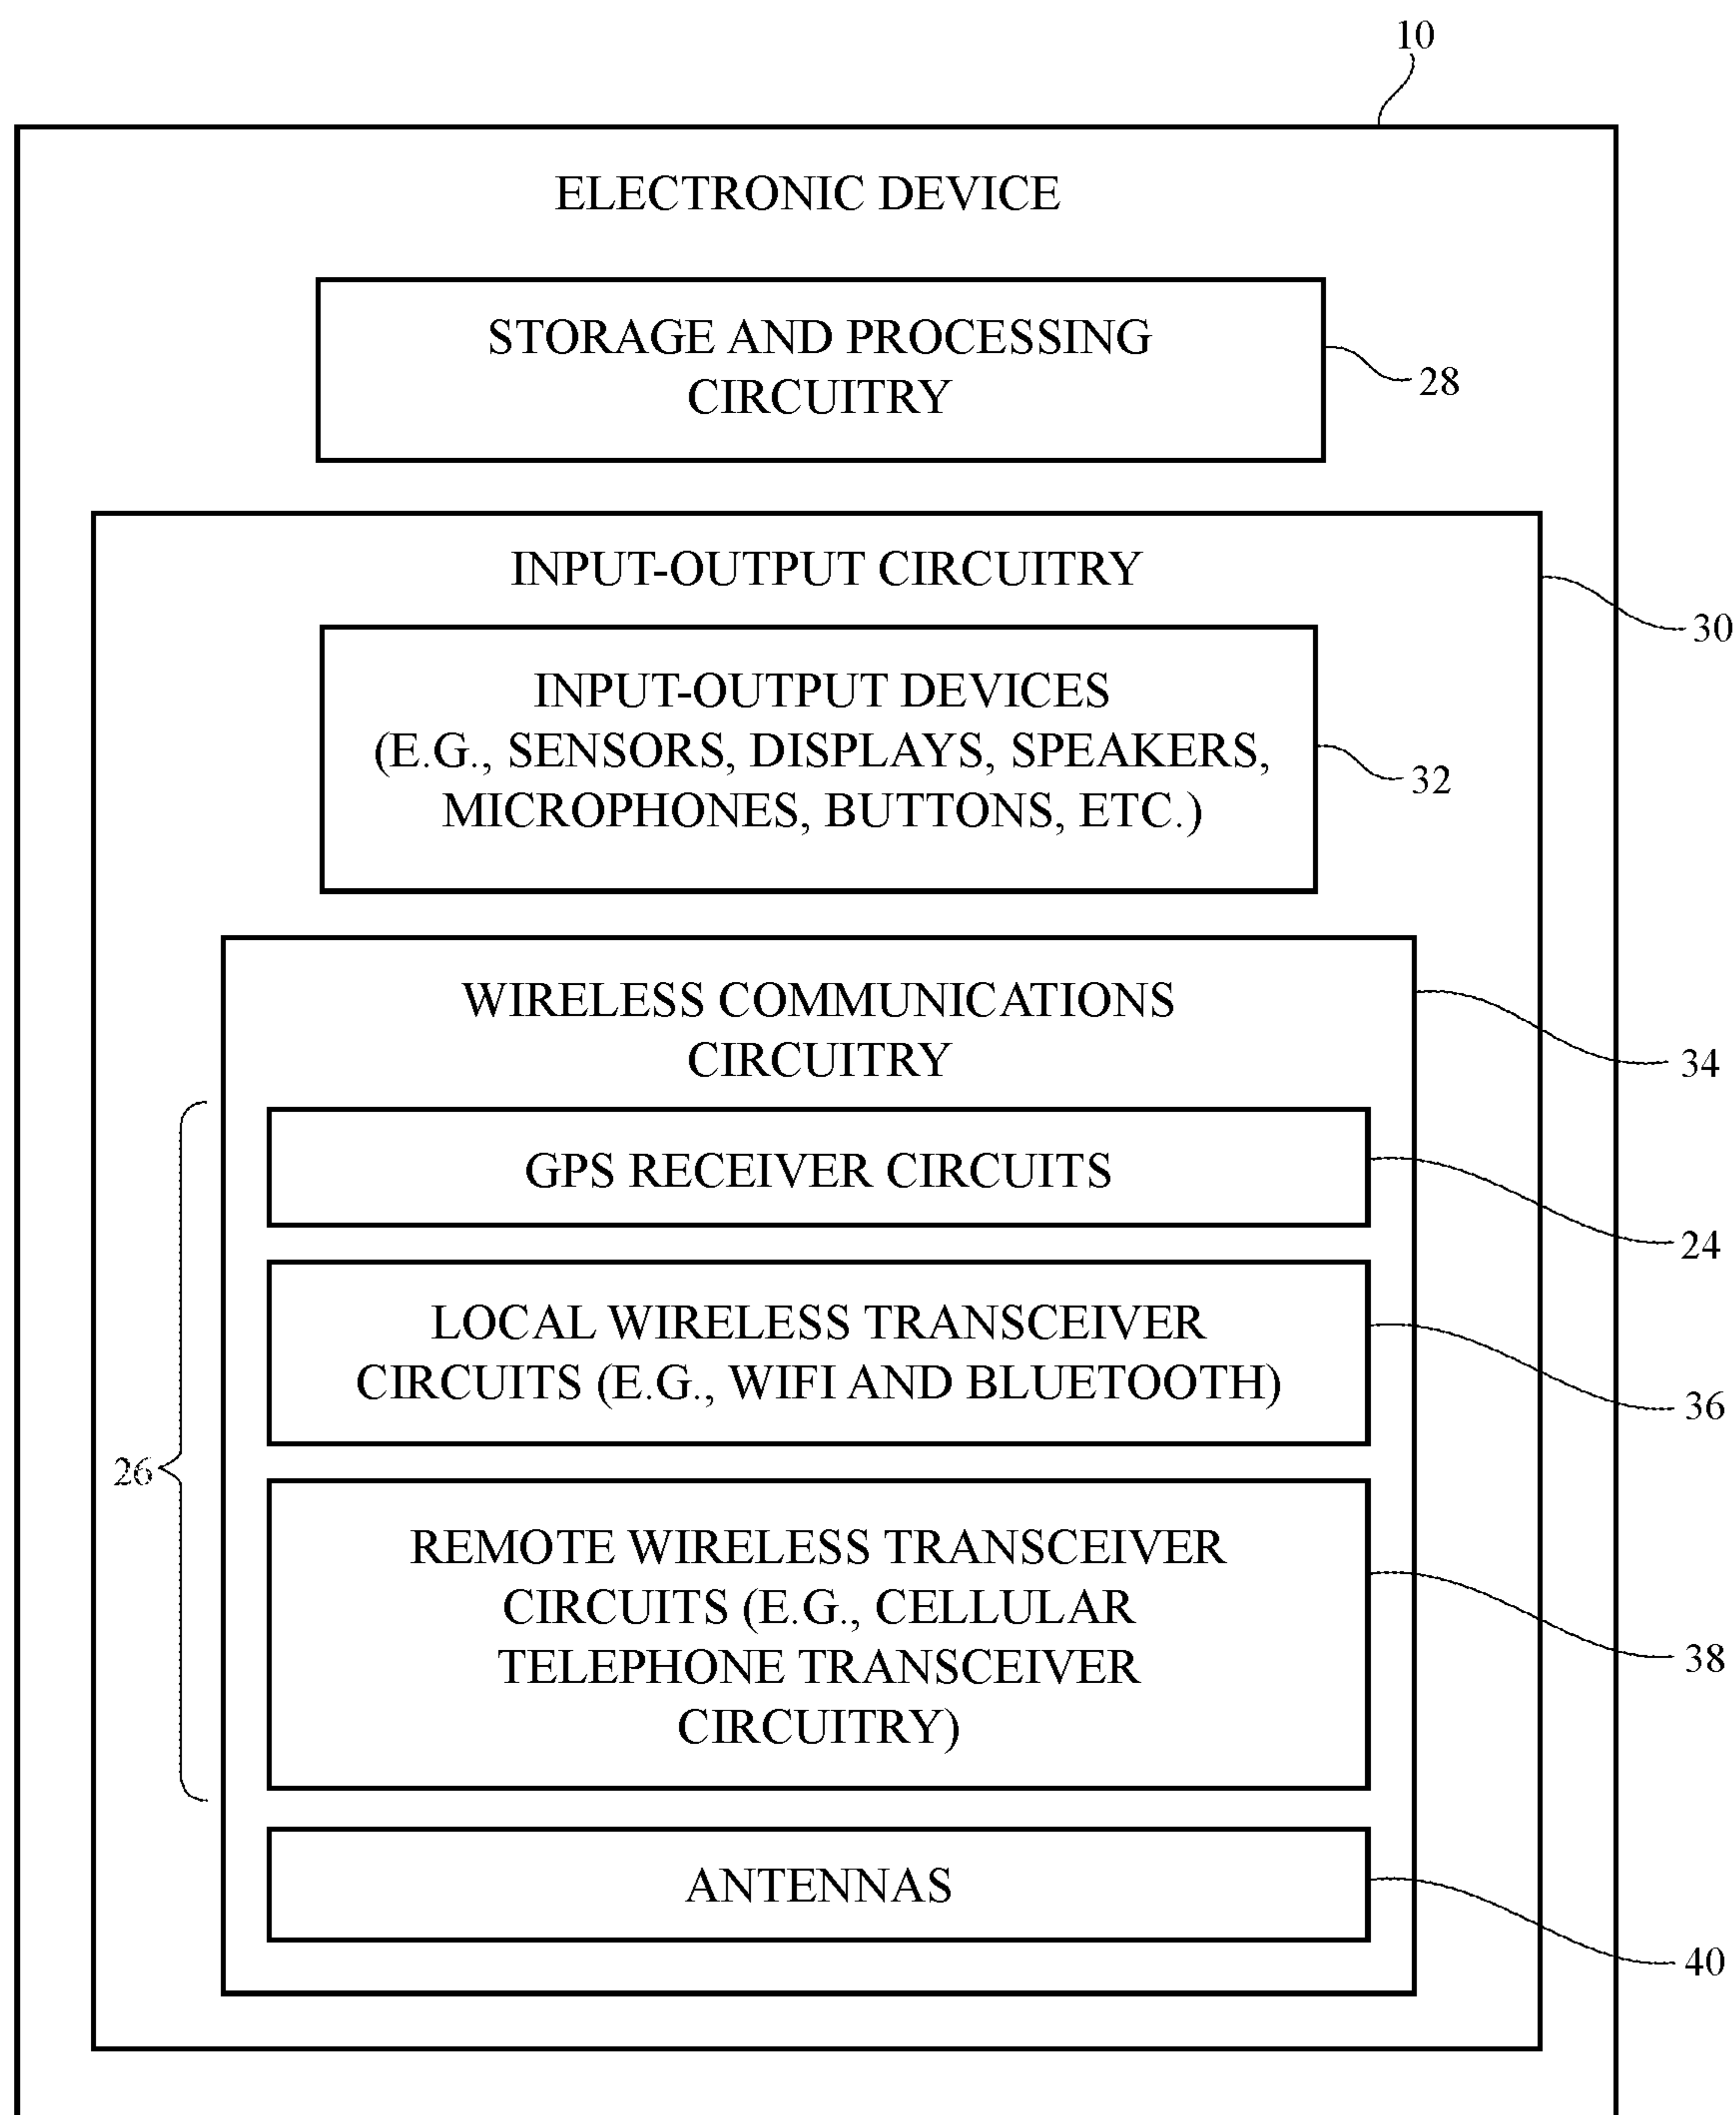 10
ELECTRONIC DEVICE
STORAGE AND PROCESSING
CIRCUITRY
28
INPUT-OUTPUT CIRCUITRY
30
INPUT-OUTPUT DEVICES
(E.G., SENSORS, DISPLAYS, SPEAKERS,
MICROPHONES, BUTTONS, ETC.)
32
WIRELESS COMMUNICATIONS
CIRCUITRY
34
GPS RECEIVER CIRCUITS
24
LOCAL WIRELESS TRANSCEIVER
CIRCUITS (E.G., WIFI AND BLUETOOTH)
36
26
REMOTE WIRELESS TRANSCEIVER
CIRCUITS (E.G., CELLULAR
TELEPHONE TRANSCEIVER
CIRCUITRY)
38
ANTENNAS
40